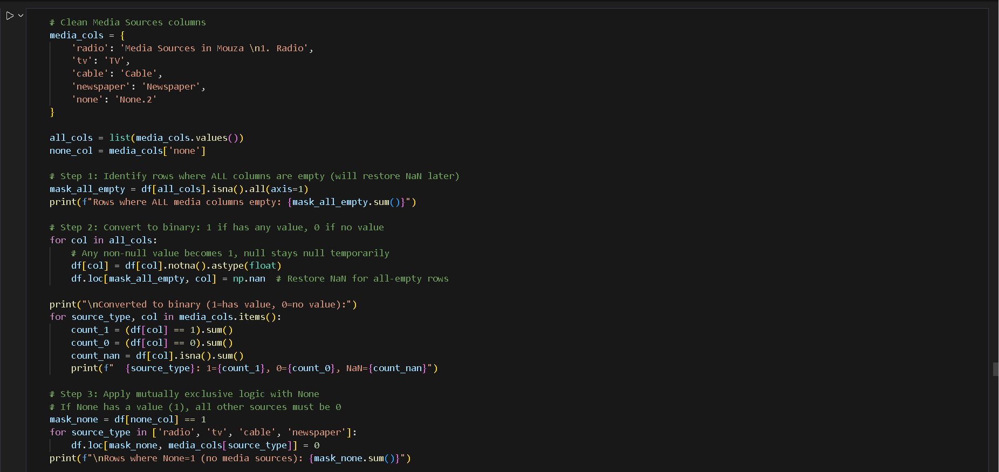 # Clean Media Sources columns
media_cols = {
    'radio': 'Media Sources in Mouza \n1. Radio',
    'tv': 'TV',
    'cable': 'Cable',
    'newspaper': 'Newspaper',
    'none': 'None.2'
}

all_cols = list(media_cols.values())
none_col = media_cols['none']

# Step 1: Identify rows where ALL columns are empty (will restore NaN later)
mask_all_empty = df[all_cols].isna().all(axis=1)
print(f"Rows where ALL media columns empty: {mask_all_empty.sum()}")

# Step 2: Convert to binary: 1 if has any value, 0 if no value
for col in all_cols:
    # Any non-null value becomes 1, null stays null temporarily
    df[col] = df[col].notna().astype(float)
    df.loc[mask_all_empty, col] = np.nan  # Restore NaN for all-empty rows

print("\nConverted to binary (1=has value, 0=no value):")
for source_type, col in media_cols.items():
    count_1 = (df[col] == 1).sum()
    count_0 = (df[col] == 0).sum()
    count_nan = df[col].isna().sum()
    print(f"  {source_type}: 1={count_1}, 0={count_0}, NaN={count_nan}")

# Step 3: Apply mutually exclusive logic with None
# If None has a value (1), all other sources must be 0
mask_none = df[none_col] == 1
for source_type in ['radio', 'tv', 'cable', 'newspaper']:
    df.loc[mask_none, media_cols[source_type]] = 0
print(f"\nRows where None=1 (no media sources): {mask_none.sum()}")